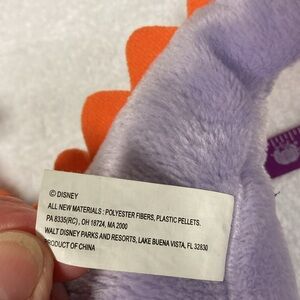 © DISNEY
ALL NEW MATERIALS : POLYESTER FIBERS, PLASTIC PELLETS.
PA 8335(RC) , OH 18724, MA 2000
WALT DISNEY PARKS AND RESORTS, LAKE BUENA VISTA, FL 32830
PRODUCT OF CHINA